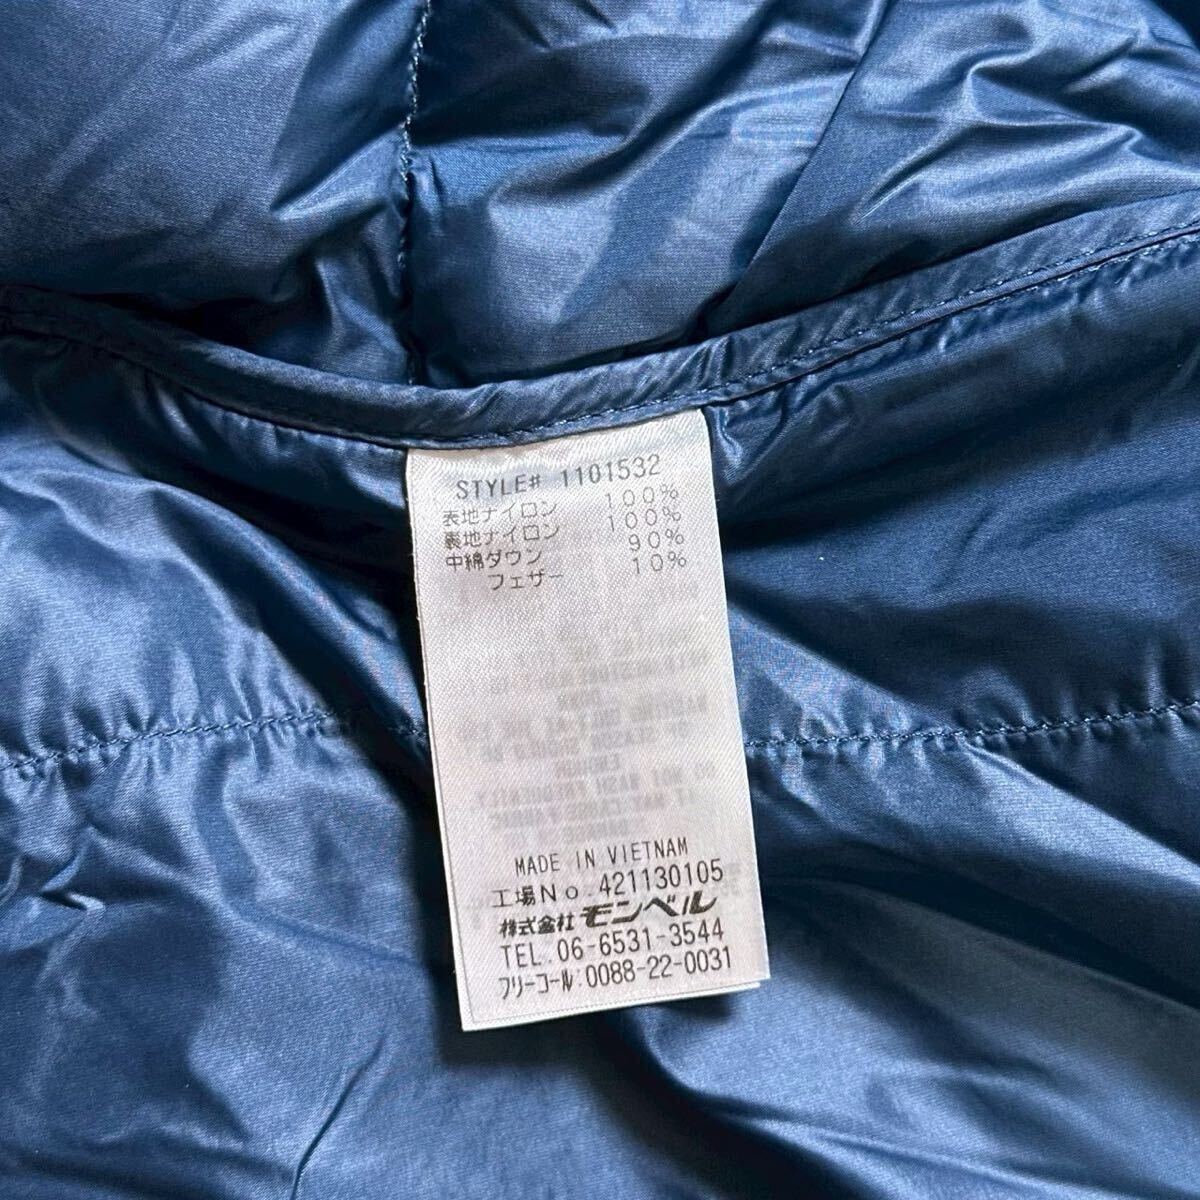 STYLE# 1101532
表地ナイロン 100%
裏地ナイロン 100%
中綿ダウン 90%
フェザー 10%
MADE IN VIETNAM
工場No.421130105
株式会社 モンベル
TEL.06-6531-3544
フリーコール:0088-22-0031